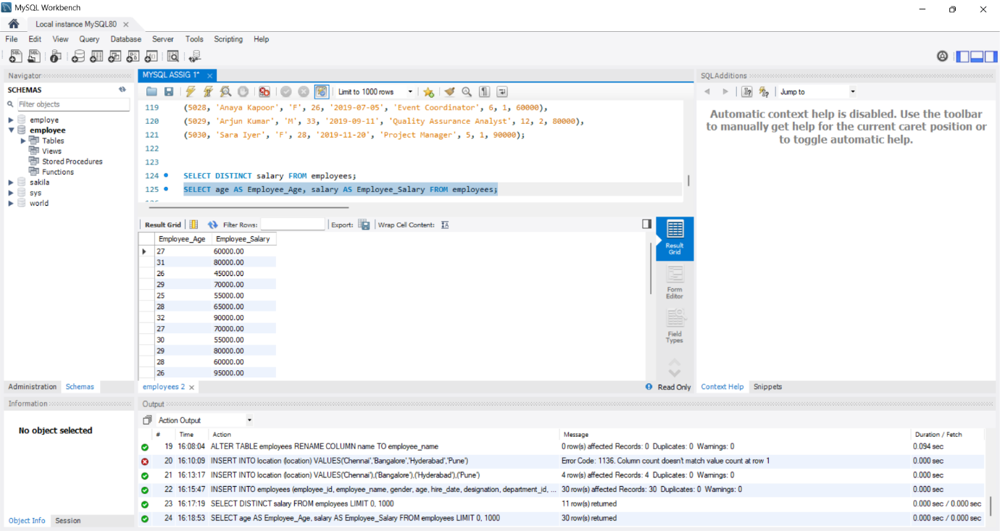 MySQL Workbench
Local instance MySQL80
File Edit View Query Database Server Tools Scripting Help
Navigator
SCHEMAS
Filter objects
employe
employee
Tables
Views
Stored Procedures
Functions
sakila
sys
world
Administration Schemas
Information
No object selected
Object Info Session
MYSQL ASSIG 1*
Limit to 1000 rows
119 (5028, 'Anaya Kapoor', 'F', 26, '2019-07-05', 'Event Coordinator', 6, 1, 60000),
120 (5029, 'Arjun Kumar', 'M', 33, '2019-09-11', 'Quality Assurance Analyst', 12, 2, 80000),
121 (5030, 'Sara Iyer', 'F', 28, '2019-11-20', 'Project Manager', 5, 1, 90000);
122
123
124 SELECT DISTINCT salary FROM employees;
125 SELECT age AS Employee_Age, salary AS Employee_Salary FROM employees;
Result Grid Filter Rows: Export: Wrap Cell Content:
Employee_Age Employee_Salary
27 60000.00
31 80000.00
26 45000.00
29 70000.00
25 55000.00
28 65000.00
32 90000.00
27 70000.00
30 55000.00
29 80000.00
28 60000.00
26 95000.00
Result
Grid
Form
Editor
Field
Types
employees 2 Read Only
SQLAdditions
Jump to
Automatic context help is disabled. Use the toolbar
to manually get help for the current caret position or
to toggle automatic help.
Context Help Snippets
Output
Action Output
# Time Action Message Duration / Fetch
19 16:08:04 ALTER TABLE employees RENAME COLUMN name TO employee_name 0 row(s) affected Records: 0 Duplicates: 0 Warnings: 0 0.094 sec
20 16:10:09 INSERT INTO location (location) VALUES('Chennai','Bangalore','Hyderabad','Pune') Error Code: 1136. Column count doesn't match value count at row 1 0.000 sec
21 16:13:17 INSERT INTO location (location) VALUES('Chennai'),('Bangalore'),('Hyderabad'),('Pune') 4 row(s) affected Records: 4 Duplicates: 0 Warnings: 0 0.000 sec
22 16:15:47 INSERT INTO employees (employee_id, employee_name, gender, age, hire_date, designation, department_id, ... 30 row(s) affected Records: 30 Duplicates: 0 Warnings: 0 0.000 sec
23 16:17:19 SELECT DISTINCT salary FROM employees LIMIT 0, 1000 11 row(s) returned 0.000 sec / 0.000 sec
24 16:18:53 SELECT age AS Employee_Age, salary AS Employee_Salary FROM employees LIMIT 0, 1000 30 row(s) returned 0.000 sec / 0.000 sec